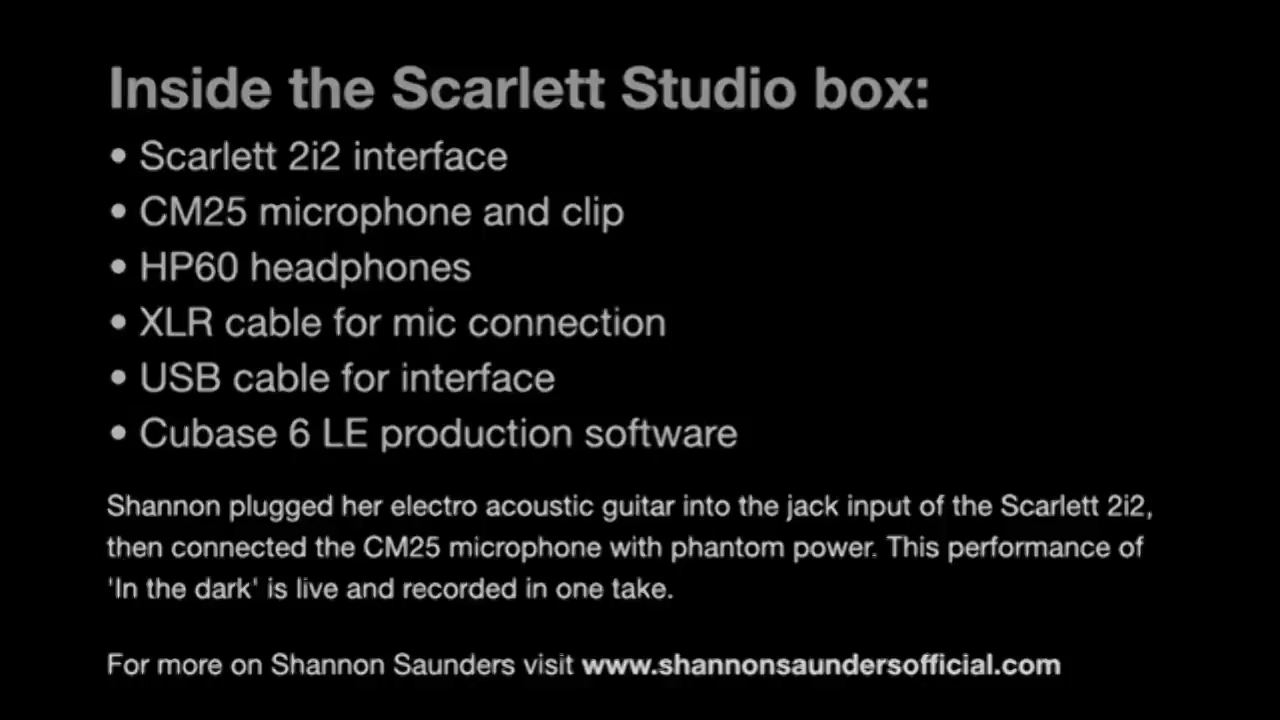 Inside the Scarlett Studio box:
• Scarlett 2i2 interface
• CM25 microphone and clip
• HP60 headphones
• XLR cable for mic connection
• USB cable for interface
• Cubase 6 LE production software
Shannon plugged her electro acoustic guitar into the jack input of the Scarlett 2i2,
then connected the CM25 microphone with phantom power. This performance of
'In the dark' is live and recorded in one take.
For more on Shannon Saunders visit www.shannonsaundersofficial.com